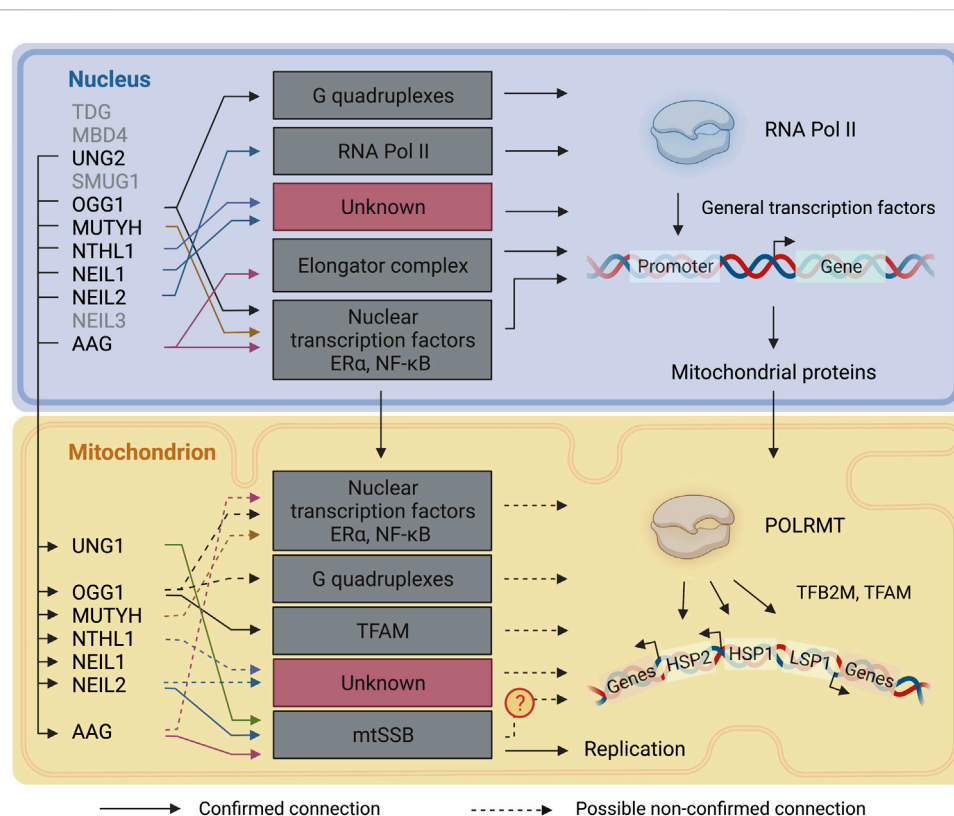 Nucleus
TDG
MBD4
UNG2
SMUG1
OGG1
MUTYH
NTHL1
NEIL1
NEIL2
NEIL3
AAG
G quadruplexes
RNA Pol II
Unknown
Elongator complex
Nuclear
transcription factors
ERα, NF-κB
RNA Pol II
General transcription factors
Promoter
Gene
Mitochondrial proteins
Mitochondrion
UNG1
OGG1
MUTYH
NTHL1
NEIL1
NEIL2
AAG
Nuclear
transcription factors
ERα, NF-κB
G quadruplexes
TFAM
Unknown
mtSSB
?
Replication
POLRMT
TFB2M, TFAM
Genes
HSP2
HSP1
LSP1
Genes
Confirmed connection
Possible non-confirmed connection